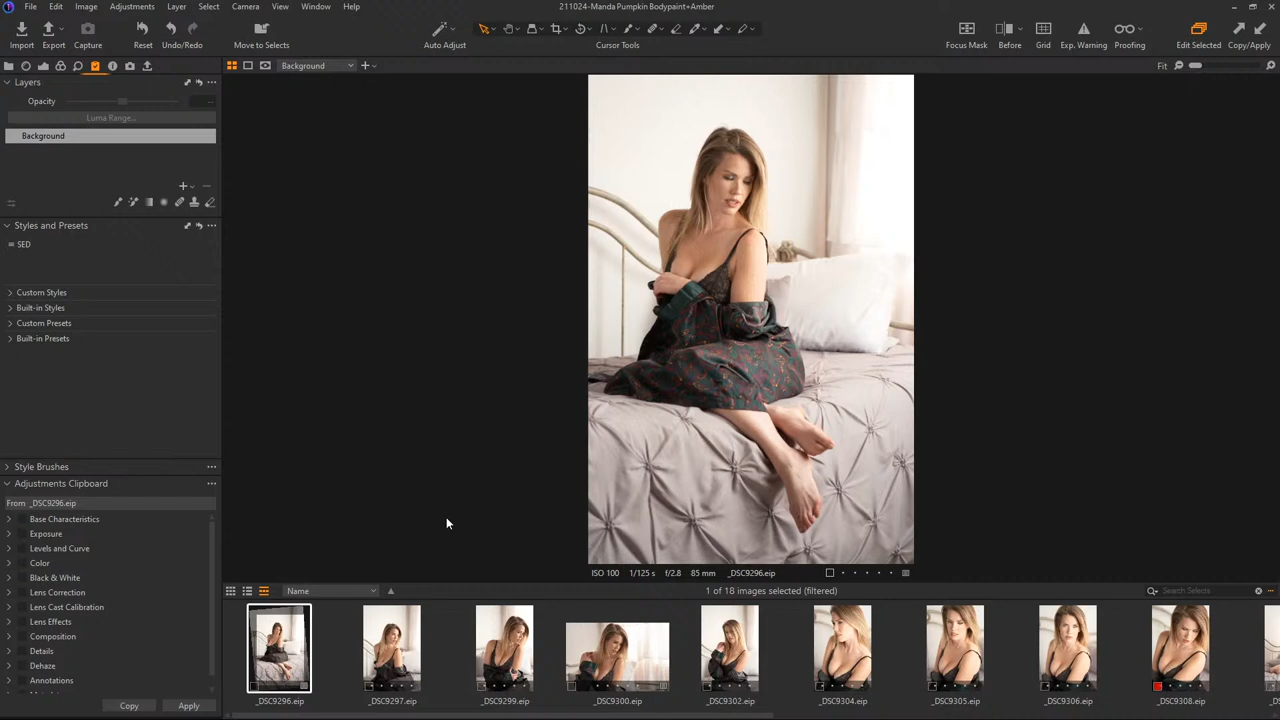 File Edit Image Adjustments Layer Select Camera View Window Help
211024-Manda Pumpkin Bodypaint+Amber
Import Export Capture Reset Undo/Redo Move to Selects Auto Adjust Cursor Tools Focus Mask Before Grid Exp. Warning Proofing Edit Selected Copy/Apply
Background
Fit
Layers
Opacity
Luma Range...
Background
Styles and Presets
SED
Custom Styles
Built-in Styles
Custom Presets
Built-in Presets
Style Brushes
Adjustments Clipboard
From _DSC9296.eip
Base Characteristics
Exposure
Levels and Curve
Color
Black & White
Lens Correction
Lens Cast Calibration
Lens Effects
Composition
Details
Dehaze
Annotations
Copy Apply
ISO 100 1/125 s f/2.8 85 mm _DSC9296.eip
Name
1 of 18 images selected (filtered)
Search Selects
_DSC9296.eip _DSC9297.eip _DSC9299.eip _DSC9300.eip _DSC9302.eip _DSC9304.eip _DSC9305.eip _DSC9306.eip _DSC9308.eip